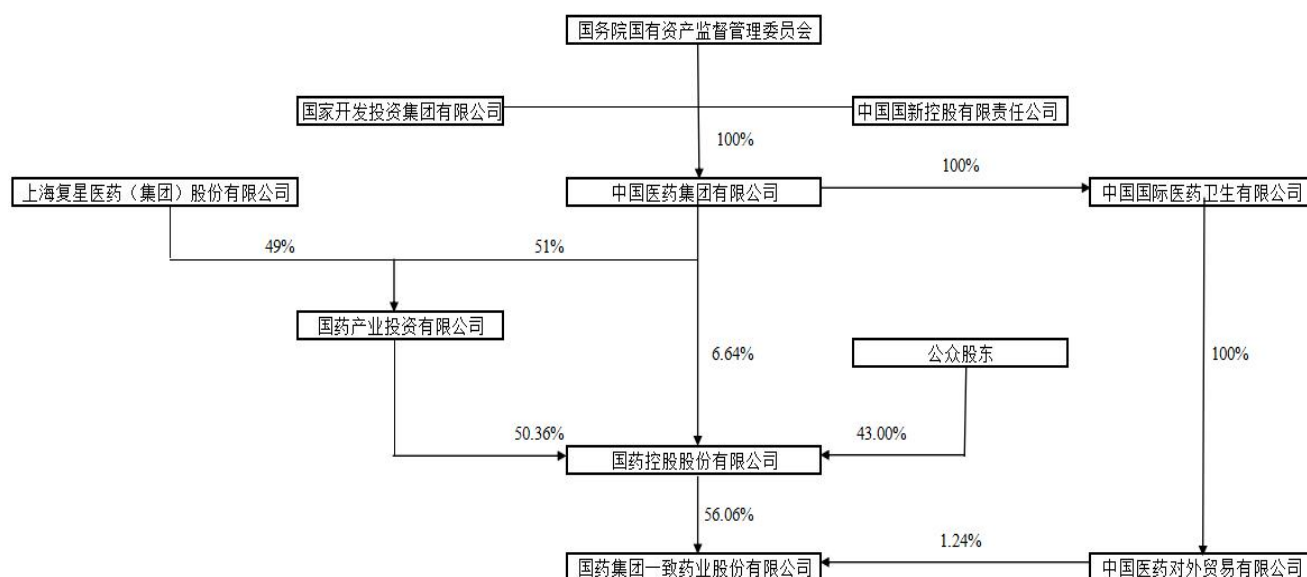 国务院国有资产监督管理委员会
国家开发投资集团有限公司
中国国新控股有限责任公司
100%
上海复星医药（集团）股份有限公司
中国医药集团有限公司
100%
中国国际医药卫生有限公司
49%
51%
国药产业投资有限公司
6.64%
公众股东
100%
50.36%
43.00%
国药控股股份有限公司
56.06%
1.24%
国药集团一致药业股份有限公司
中国医药对外贸易有限公司